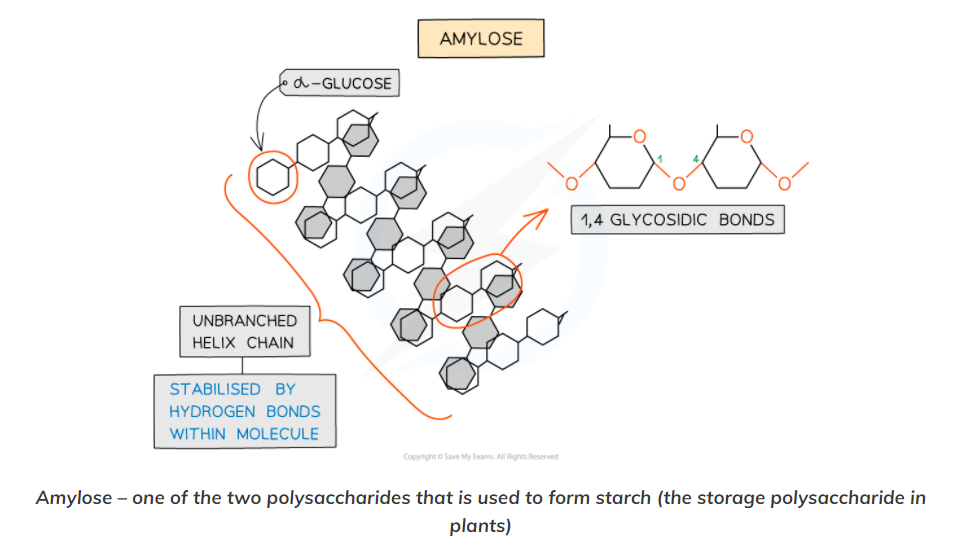 AMYLOSE
α-GLUCOSE
O
O
1
4
O
O
O
1,4 GLYCOSIDIC BONDS
UNBRANCHED
HELIX CHAIN
STABILISED BY
HYDROGEN BONDS
WITHIN MOLECULE
Copyright © Save My Exams. All Rights Reserved
Amylose – one of the two polysaccharides that is used to form starch (the storage polysaccharide in
plants)